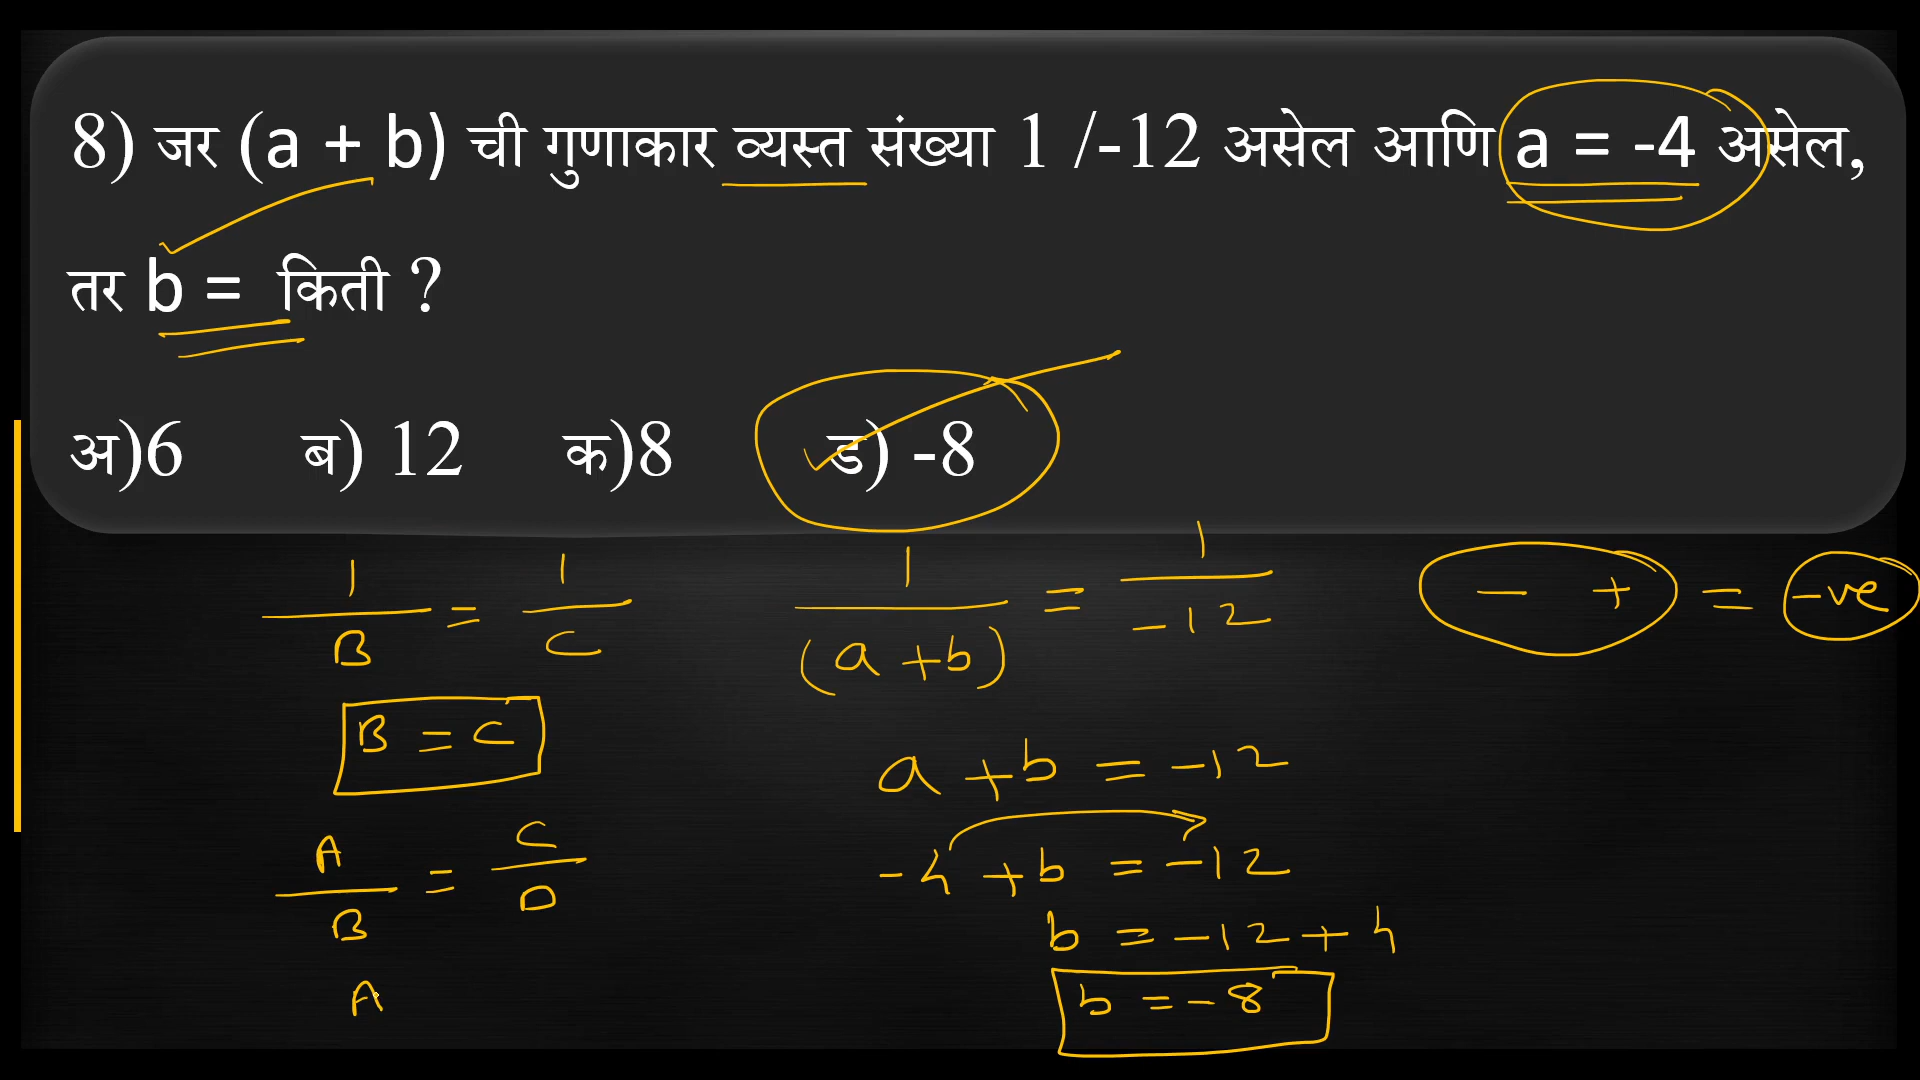 8) जर (a + b) ची गुणाकार व्यस्त संख्या 1 /-12 असेल आणि a = -4 असेल,
तर b = किती ?
अ)6 ब) 12 क)8 ड) -8
1/B = 1/C
B = C
A/B = C/D
A
1/(a+b) = 1/-12
a +b = -12
-4 +b = -12
b = -12 + 4
b = -8
- + = -ve